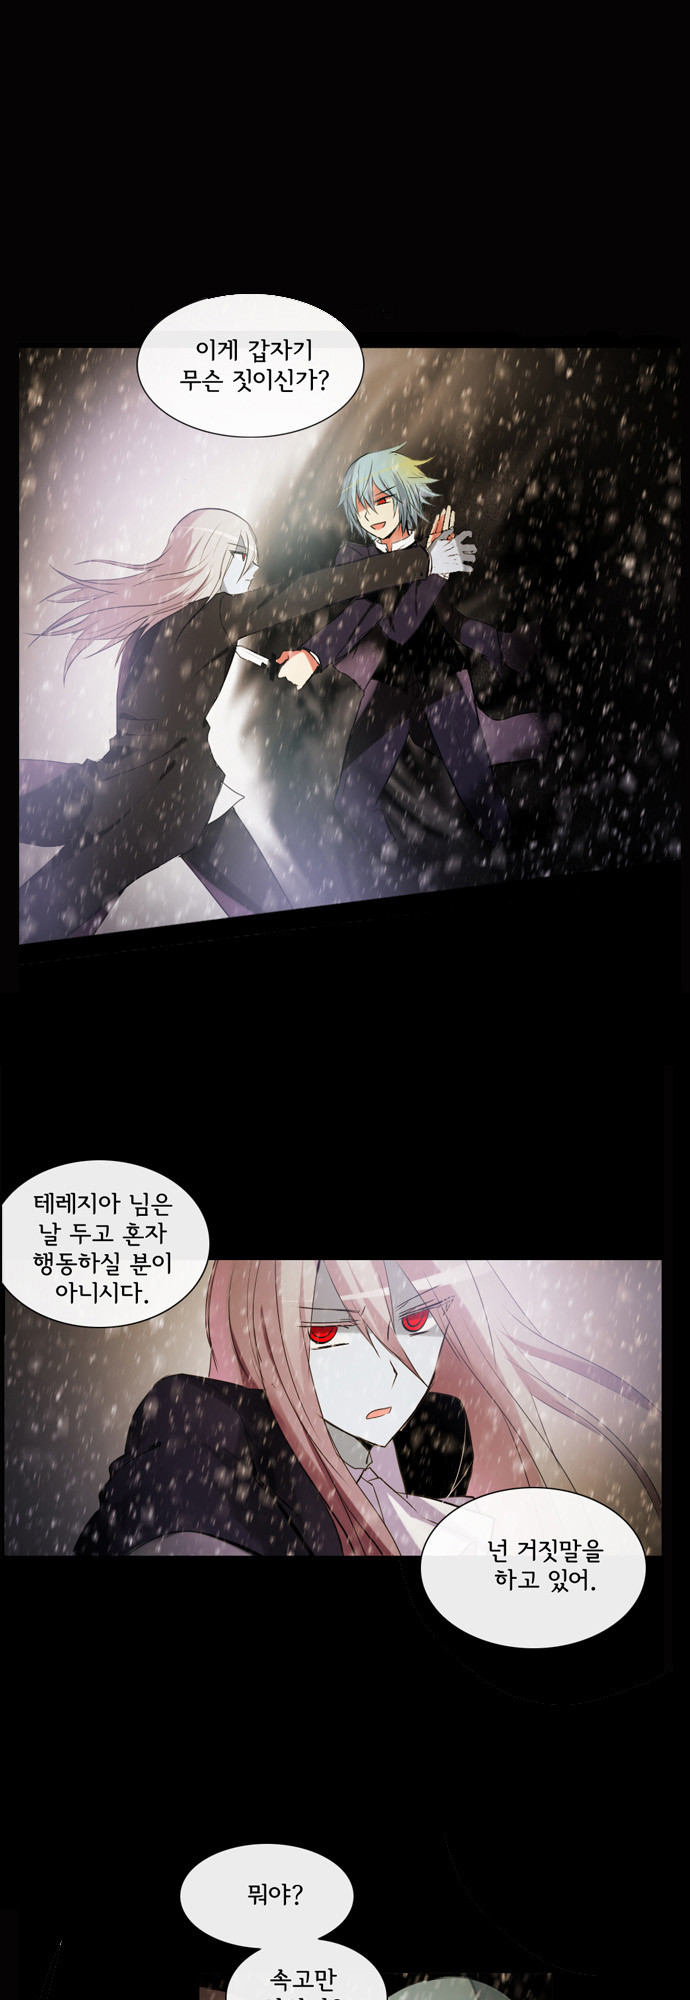 이게 갑자기
무슨 짓이신가?
테레지아 님은
날 두고 혼자
행동하실 분이
아니시다.
넌 거짓말을
하고 있어.
뭐야?
속고만